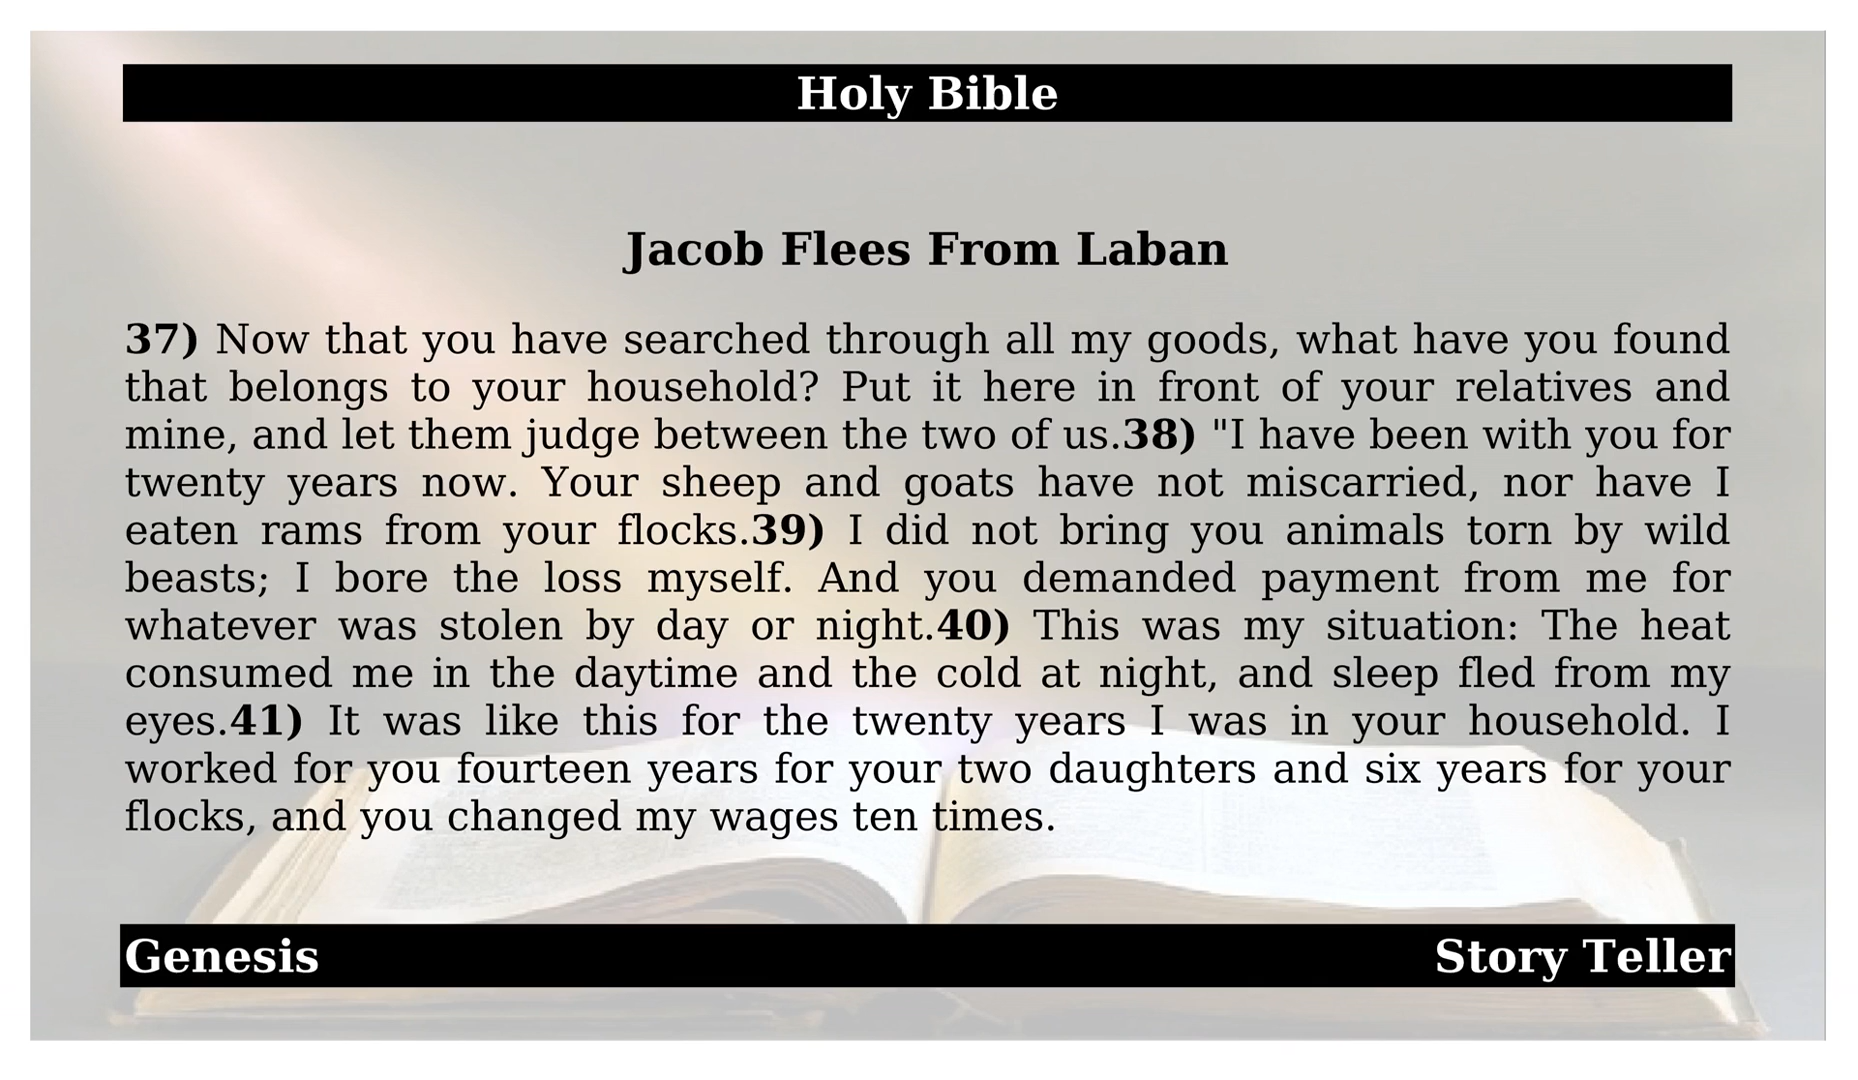 Holy Bible
Jacob Flees From Laban
37) Now that you have searched through all my goods, what have you found
that belongs to your household? Put it here in front of your relatives and
mine, and let them judge between the two of us.38) "I have been with you for
twenty years now. Your sheep and goats have not miscarried, nor have I
eaten rams from your flocks.39) I did not bring you animals torn by wild
beasts; I bore the loss myself. And you demanded payment from me for
whatever was stolen by day or night.40) This was my situation: The heat
consumed me in the daytime and the cold at night, and sleep fled from my
eyes.41) It was like this for the twenty years I was in your household. I
worked for you fourteen years for your two daughters and six years for your
flocks, and you changed my wages ten times.
Genesis Story Teller